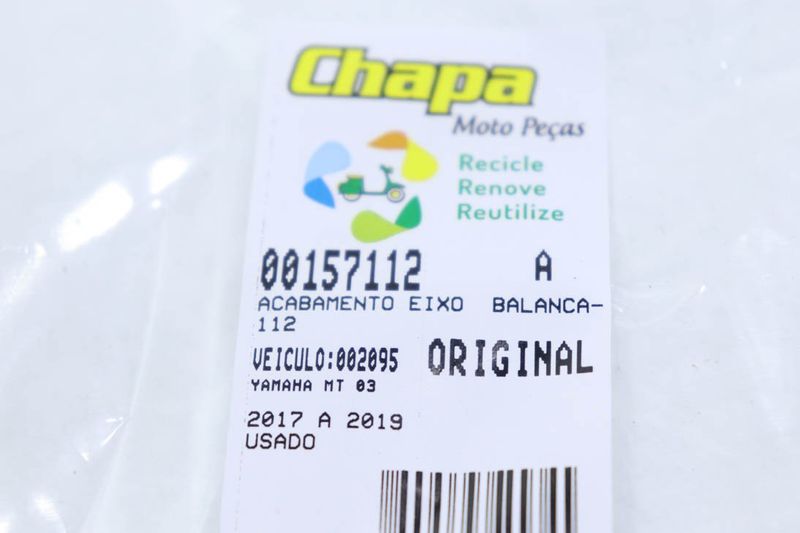 Chapa
Moto Peças
Recicle
Renove
Reutilize
00157112 A
ACABAMENTO EIXO BALANCA-
112
VEICULO:002095 ORIGINAL
YAMAHA MT 03
2017 A 2019
USADO